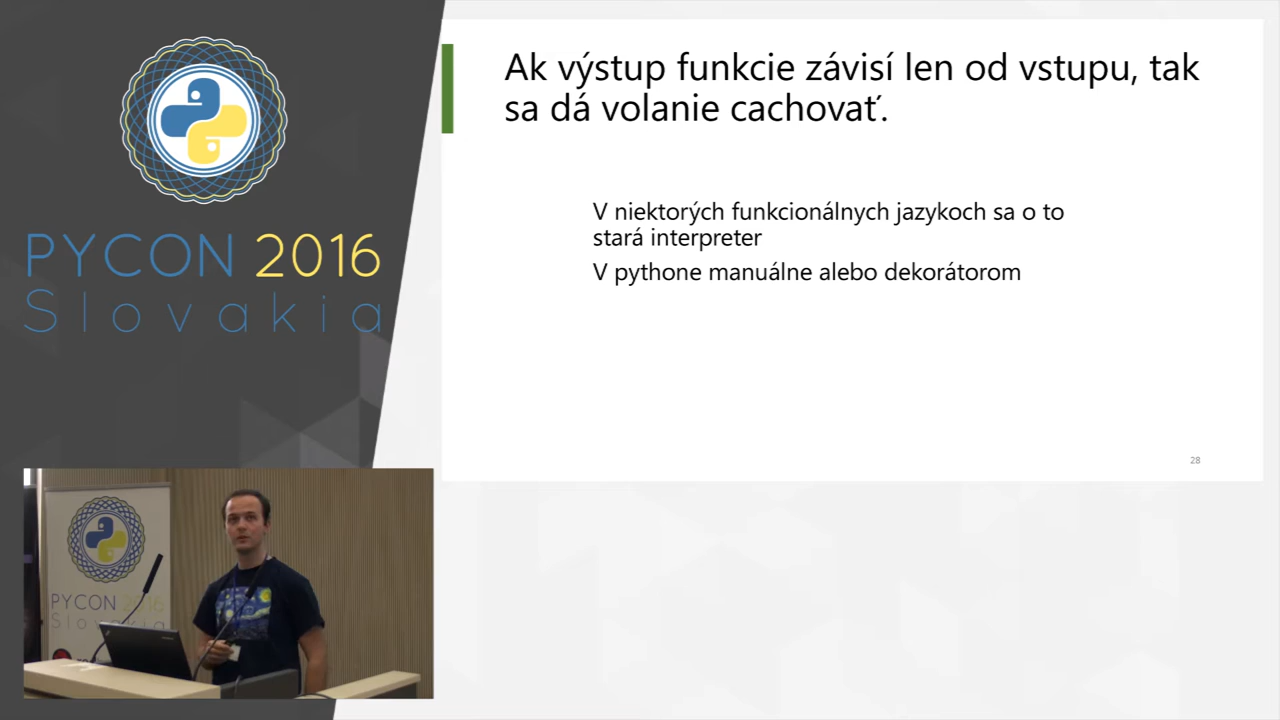 PYCON 2016
Slovakia
Ak výstup funkcie závisí len od vstupu, tak
sa dá volanie cachovať.
V niektorých funkcionálnych jazykoch sa o to
stará interpreter
V pythone manuálne alebo dekorátorom
28
PYCON 2016
Slovakia